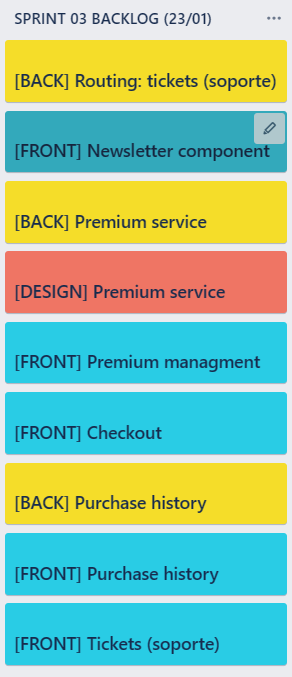 SPRINT 03 BACKLOG (23/01)
[BACK] Routing: tickets (soporte)
[FRONT] Newsletter component
[BACK] Premium service
[DESIGN] Premium service
[FRONT] Premium managment
[FRONT] Checkout
[BACK] Purchase history
[FRONT] Purchase history
[FRONT] Tickets (soporte)